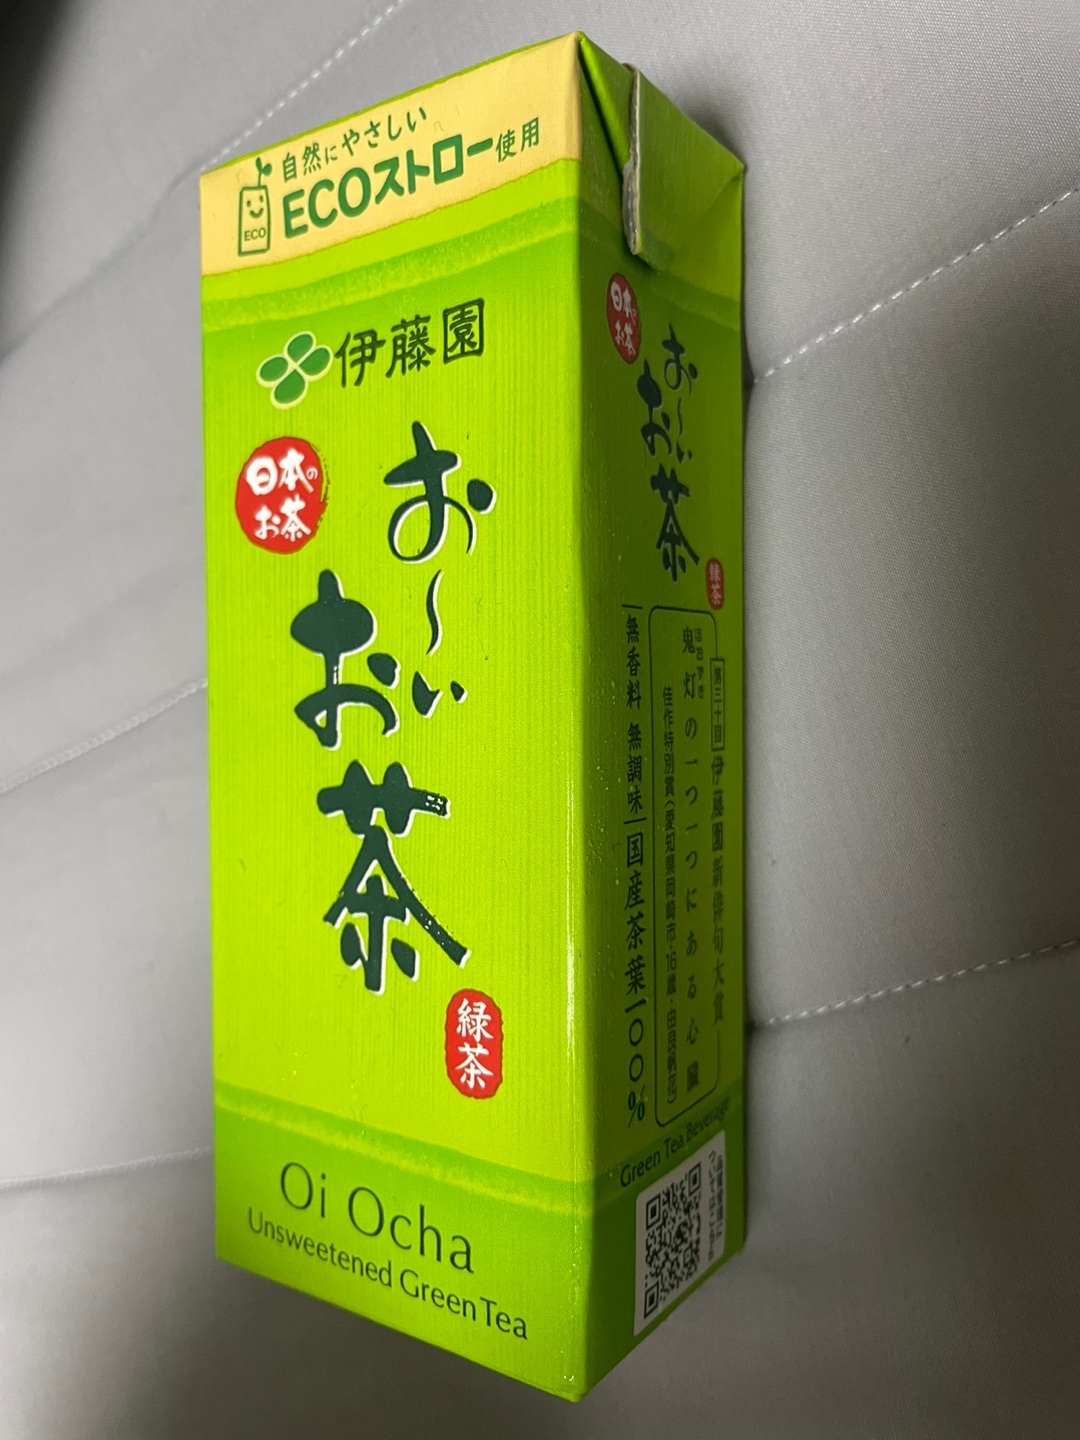 自然にやさしい
ECOストロー使用
ECO
伊藤園
日本の
お茶
お〜い
お茶
緑茶
Oi Ocha
Unsweetened Green Tea
日本の
お茶
お〜い
お茶
緑茶
第三十回 伊藤園新俳句大賞
鬼灯の一つ一つにある心臓
佳作特別賞(愛知県岡崎市・16歳・由良帆花)
無香料 無調味
国産茶葉一〇〇%
Green Tea Beverage